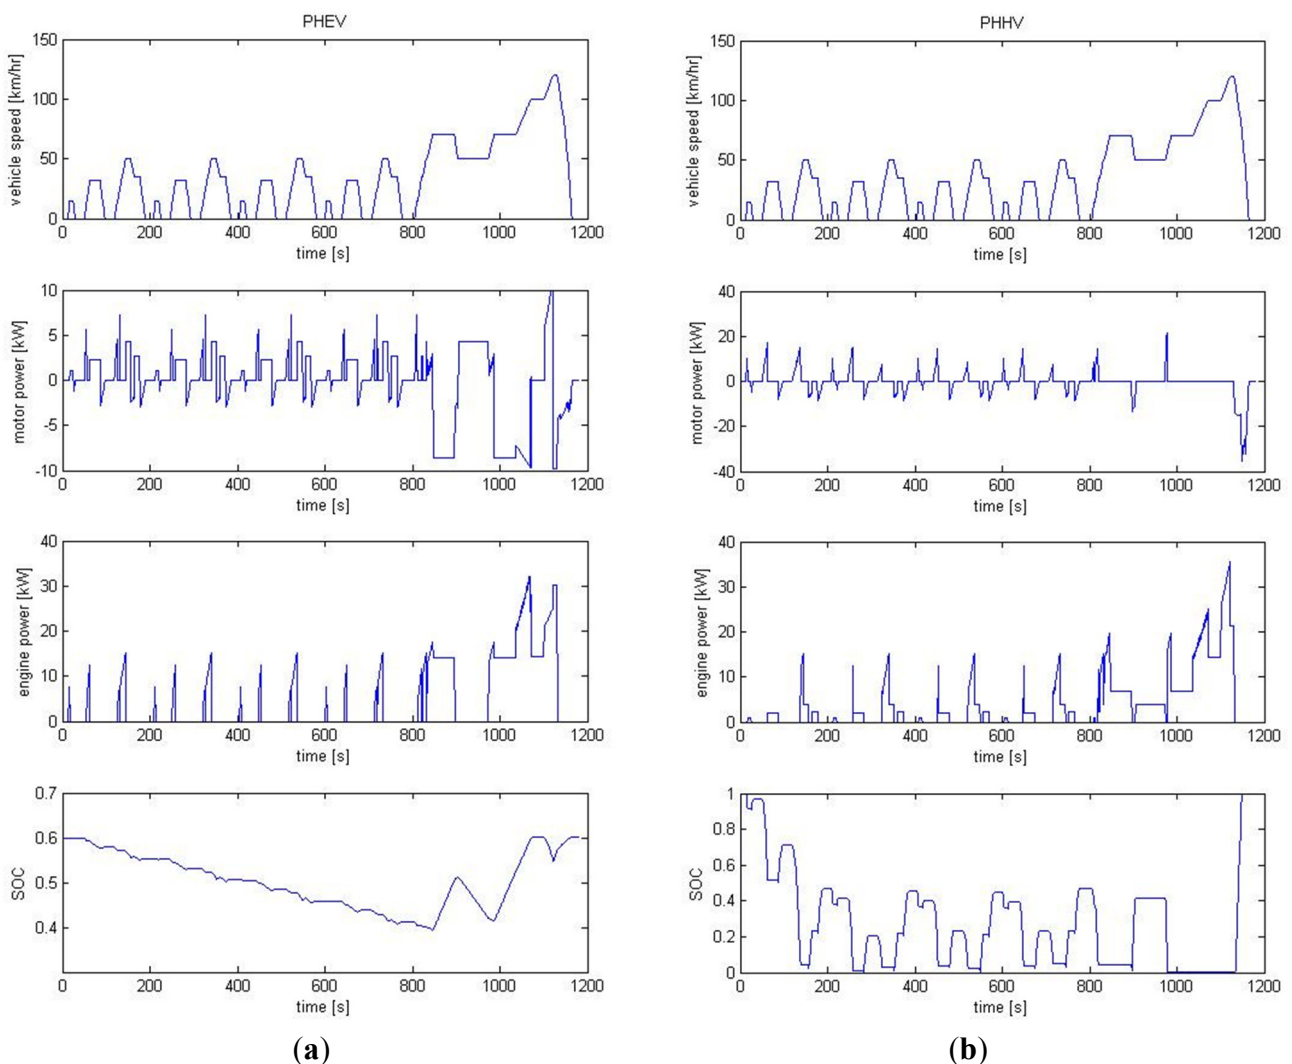 PHEV
vehicle speed [km/hr]
150
100
50
0
0 200 400 600 800 1000 1200
time [s]
motor power [kW]
10
5
0
-5
-10
0 200 400 600 800 1000 1200
time [s]
engine power [kW]
40
30
20
10
0
0 200 400 600 800 1000 1200
time [s]
SOC
0.7
0.6
0.5
0.4
0 200 400 600 800 1000 1200
time [s]
(a)
PHHV
vehicle speed [km/hr]
150
100
50
0
0 200 400 600 800 1000 1200
time [s]
motor power [kW]
40
20
0
-20
-40
0 200 400 600 800 1000 1200
time [s]
engine power [kW]
40
30
20
10
0
0 200 400 600 800 1000 1200
time [s]
SOC
1
0.8
0.6
0.4
0.2
0
0 200 400 600 800 1000 1200
time [s]
(b)